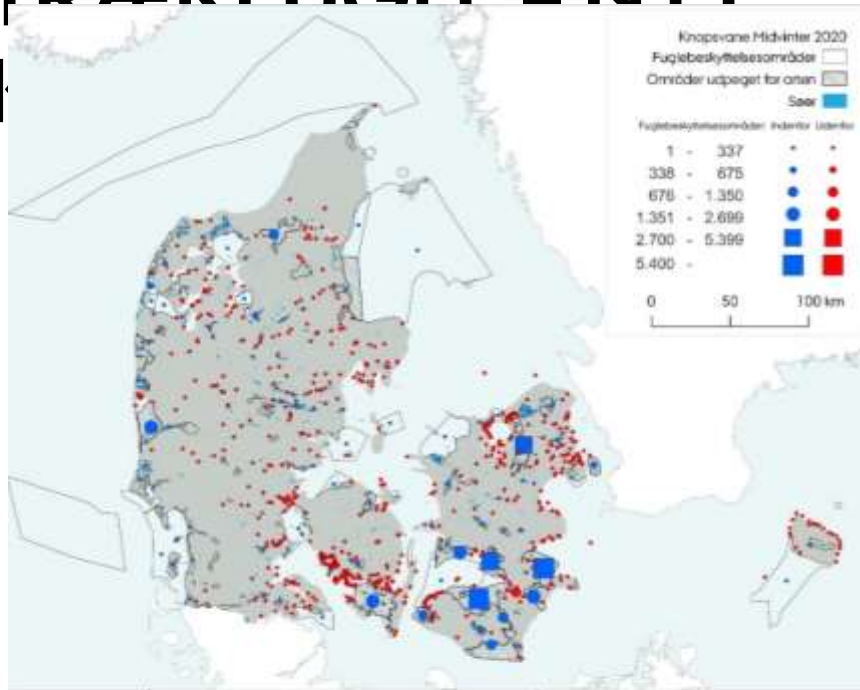 Knopsvane Midvinter 2020
Fuglebeskyttelsesområder
Områder udpeget for arten
Søer
Fuglebeskyttelsesområder Indenfor Udenfor
1 - 337
338 - 675
676 - 1.350
1.351 - 2.699
2.700 - 5.399
5.400 -
0 50 100 km